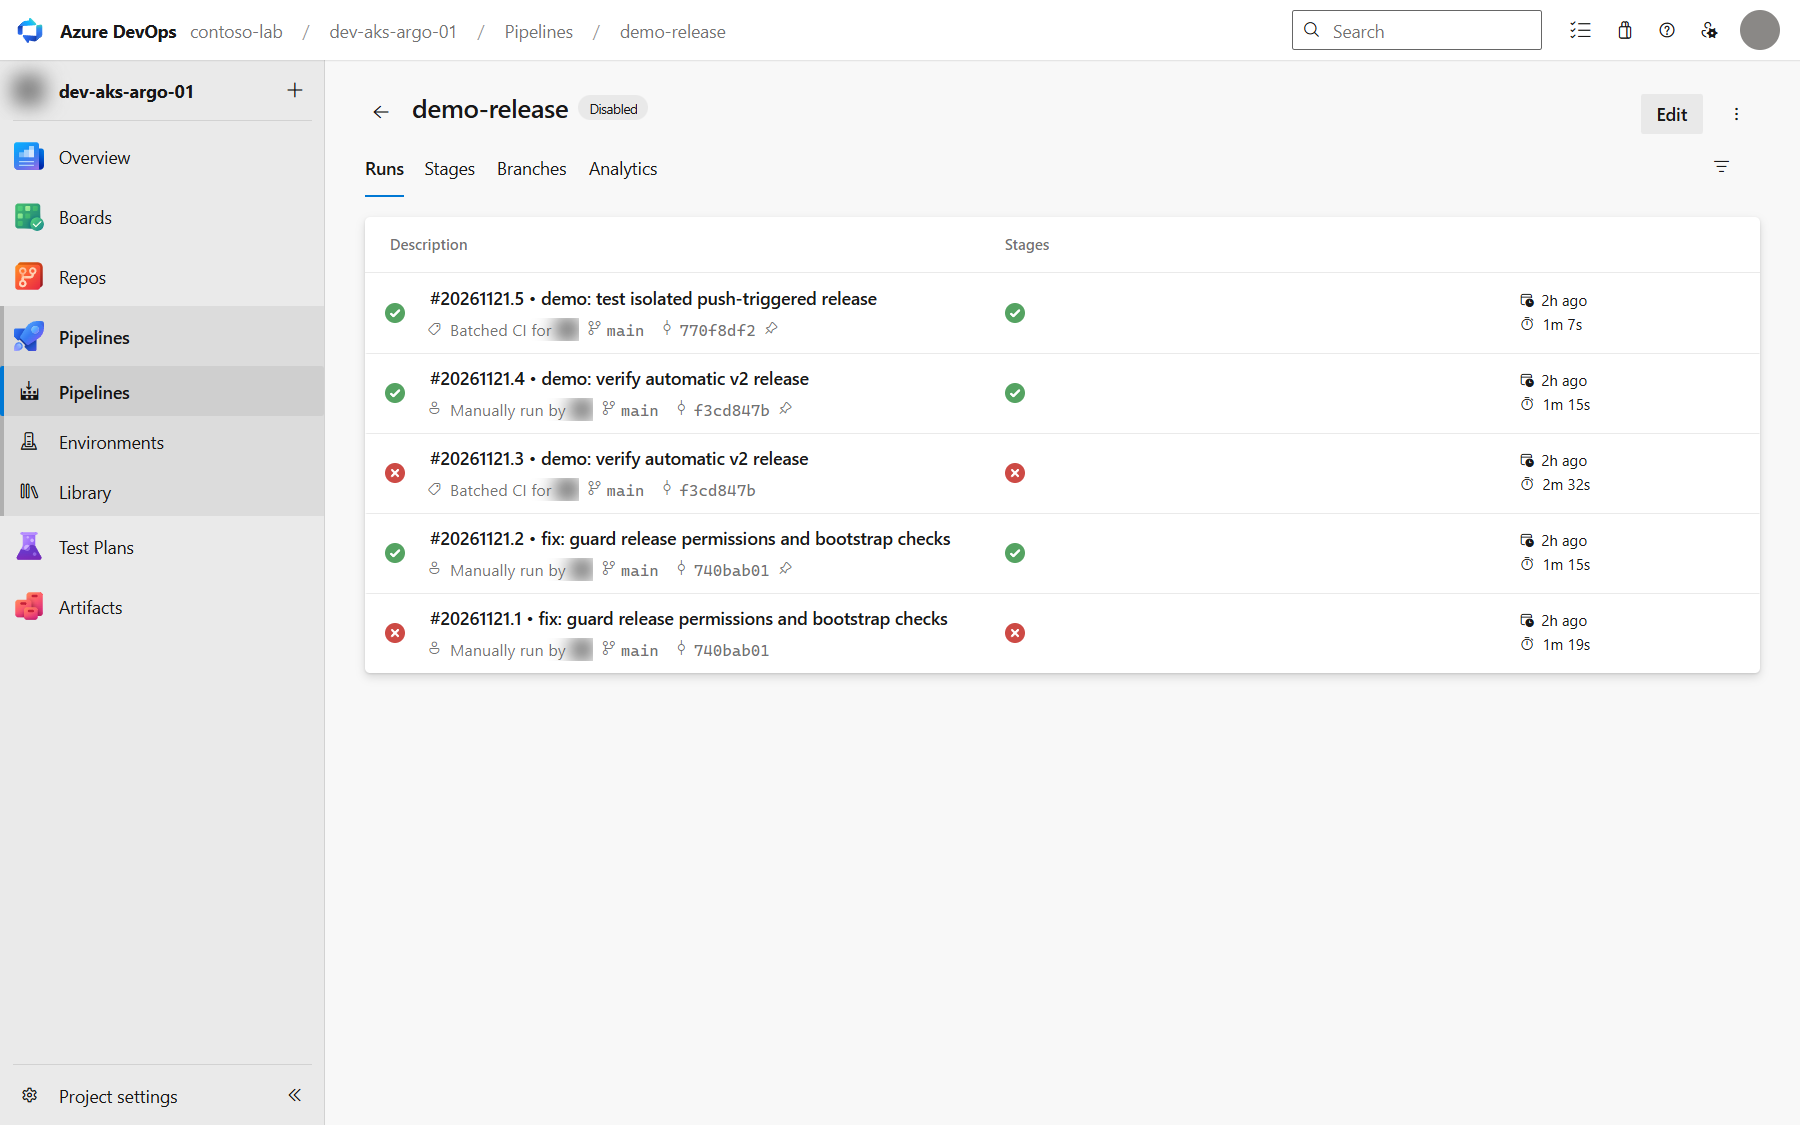 Azure DevOps contoso-lab / dev-aks-argo-01 / Pipelines / demo-release
Search
dev-aks-argo-01
Overview
Boards
Repos
Pipelines
Pipelines
Environments
Library
Test Plans
Artifacts
Project settings
demo-release Disabled
Edit
Runs Stages Branches Analytics
Description Stages
#20261121.5 • demo: test isolated push-triggered release
Batched CI for main 770f8df2
2h ago
1m 7s
#20261121.4 • demo: verify automatic v2 release
Manually run by main f3cd847b
2h ago
1m 15s
#20261121.3 • demo: verify automatic v2 release
Batched CI for main f3cd847b
2h ago
2m 32s
#20261121.2 • fix: guard release permissions and bootstrap checks
Manually run by main 740bab01
2h ago
1m 15s
#20261121.1 • fix: guard release permissions and bootstrap checks
Manually run by main 740bab01
2h ago
1m 19s